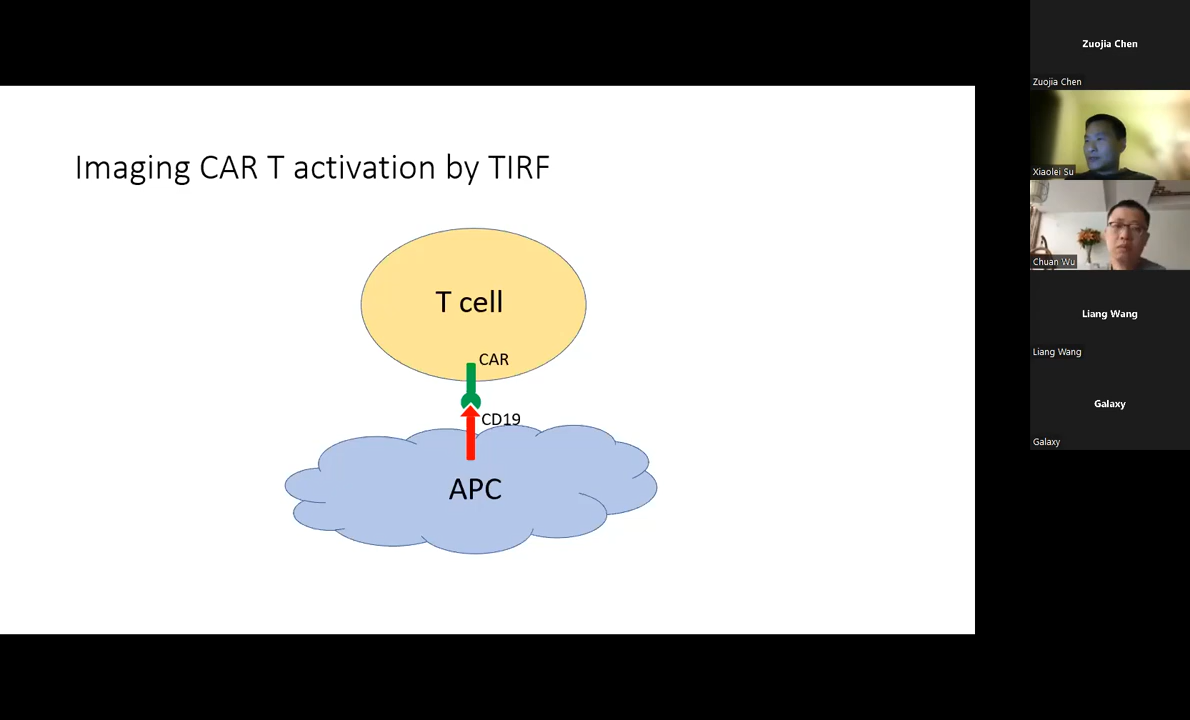 Imaging CAR T activation by TIRF
T cell
CAR
CD19
APC
Zuojia Chen
Zuojia Chen
Xiaolei Su
Chuan Wu
Liang Wang
Liang Wang
Galaxy
Galaxy